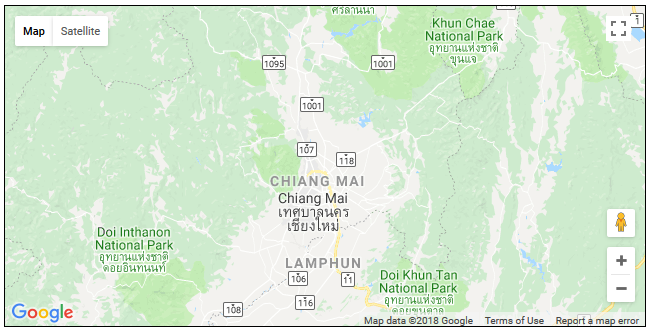 ศรีลานนา
Map
Satellite
Khun Chae
National Park
อุทยานแห่งชาติ
ขุนแจ
1
1095
1001
1001
107
118
CHIANG MAI
Chiang Mai
เทศบาลนคร
เชียงใหม่
Doi Inthanon
National Park
อุทยานแห่งชาติ
ดอยอินทนนท์
LAMPHUN
Doi Khun Tan
National Park
อุทยานแห่งชาติ
ดอยขุนตาล
106
11
116
108
Google
Map data ©2018 Google
Terms of Use
Report a map error